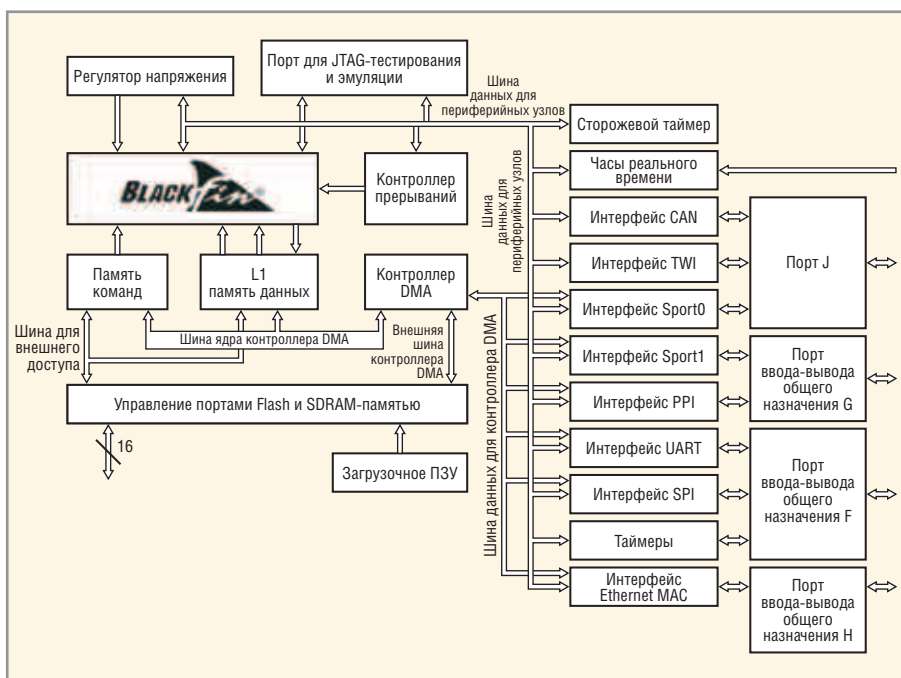 Регулятор напряжения
Порт для JTAG-тестирования
и эмуляции
Шина
данных для
периферийных узлов
BLACKfin®
Контроллер
прерываний
Шина
данных для
периферийных узлов
Сторожевой таймер
Часы реального
времени
Интерфейс CAN
Интерфейс TWI
Интерфейс Sport0
Порт J
Память
команд
L1
память данных
Контроллер
DMA
Шина для
внешнего
доступа
Шина ядра контроллера DMA
Внешняя
шина
контроллера
DMA
Управление портами Flash и SDRAM-памятью
16
Загрузочное ПЗУ
Шина данных для контроллера DMA
Интерфейс Sport1
Интерфейс PPI
Порт
ввода-вывода
общего
назначения G
Интерфейс UART
Интерфейс SPI
Таймеры
Порт
ввода-вывода
общего
назначения F
Интерфейс
Ethernet MAC
Порт
ввода-вывода
общего
назначения H